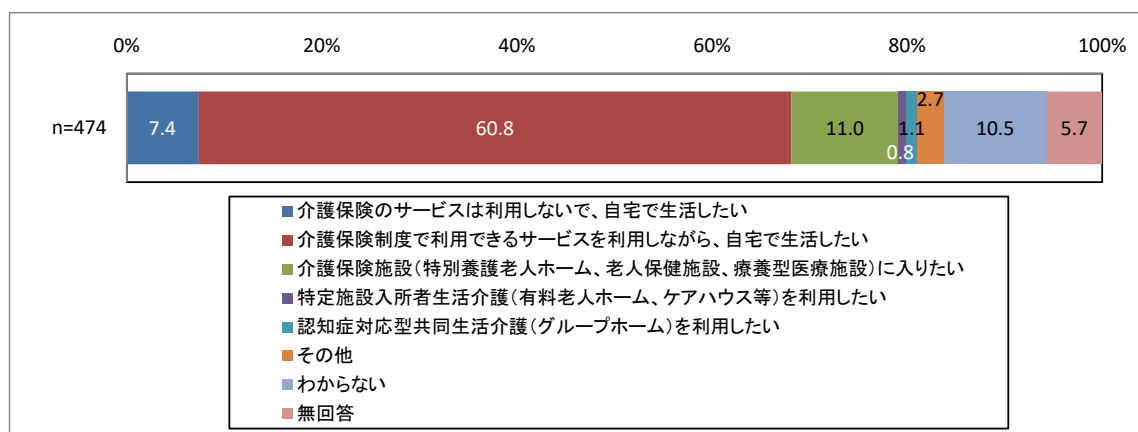 0% 20% 40% 60% 80% 100%
n=474 7.4 60.8 11.0 0.8 1.1 2.7 10.5 5.7
介護保険のサービスは利用しないで、自宅で生活したい
介護保険制度で利用できるサービスを利用しながら、自宅で生活したい
介護保険施設(特別養護老人ホーム、老人保健施設、療養型医療施設)に入りたい
特定施設入所者生活介護(有料老人ホーム、ケアハウス等)を利用したい
認知症対応型共同生活介護(グループホーム)を利用したい
その他
わからない
無回答